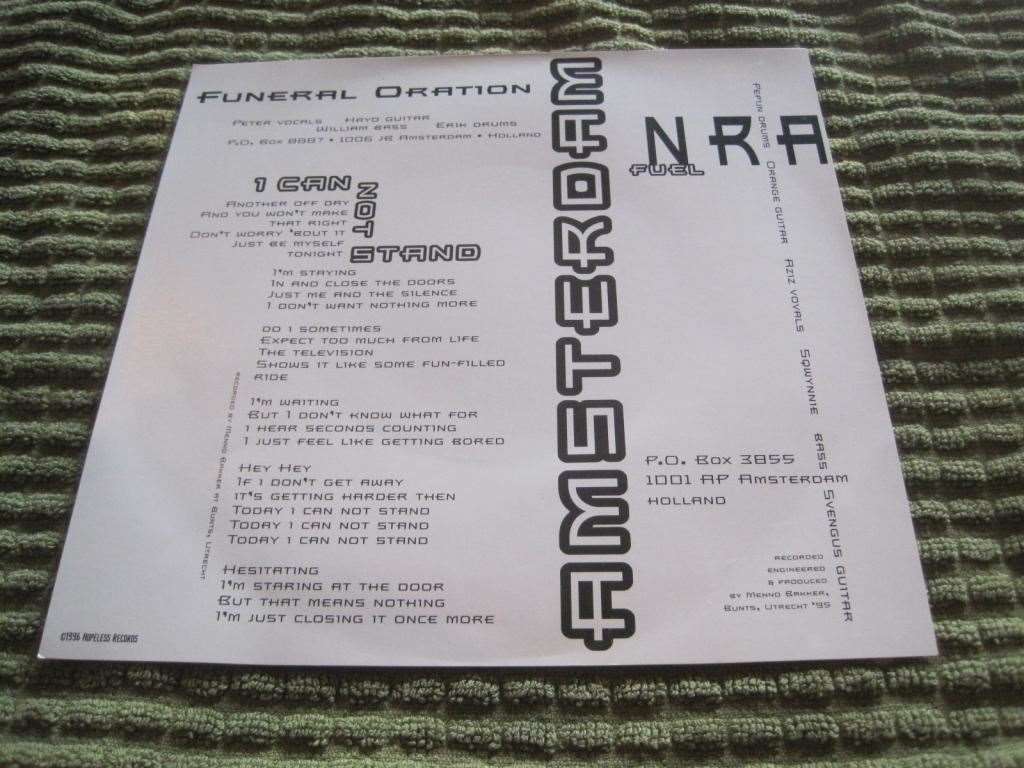 Funeral Oration
Peter vocals Hayo guitar
William bass Erik drums
P.O. Box 8887 • 1006 JB Amsterdam • Holland
I CAN
NOT
STAND
Another off day
And you won't make
that right
Don't worry 'bout it
Just be myself
tonight
I'm staying
In and close the doors
Just me and the silence
I don't want nothing more
Do I sometimes
Expect too much from life
The television
Shows it like some fun-filled
ride
I'm waiting
But I don't know what for
I hear seconds counting
I just feel like getting bored
Hey Hey
If I don't get away
it's getting harder then
Today I can not stand
Today I can not stand
Today I can not stand
Hesitating
I'm staring at the door
But that means nothing
I'm just closing it once more
recorded by Menno Bakker at Bunts, Utrecht
©1996 Hopeless Records
AMSTERDAM
NRA
FUEL
Pepijn drums Orange guitar Aziz vovals Sqwynnie bass Svengus guitar
P.O. Box 3855
1001 AP Amsterdam
Holland
recorded
engineered
& produced
by Menno Bakker,
Bunts, Utrecht '95